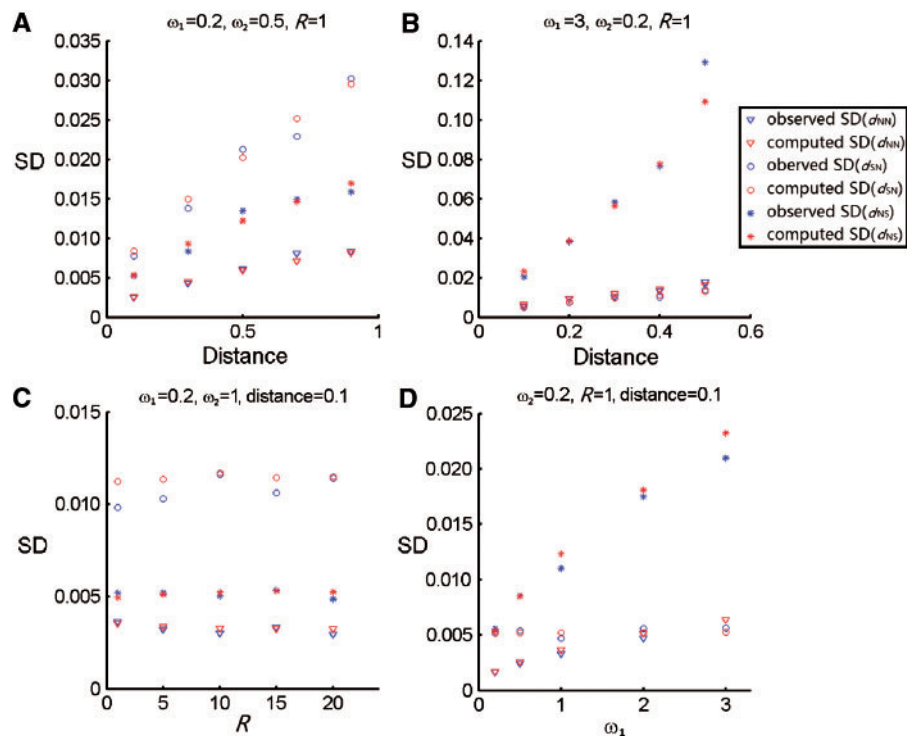 A
ω1=0.2, ω2=0.5, R=1
0.035
0.030
0.025
0.020
0.015
0.010
0.005
0
SD
0
0.5
1
Distance
B
ω1=3, ω2=0.2, R=1
0.14
0.12
0.10
0.08
0.06
0.04
0.02
0
SD
0
0.2
0.4
0.6
Distance
observed SD(dNN)
computed SD(dNN)
obered SD(dSN)
computed SD(dSN)
observed SD(dNS)
computed SD(dNS)
C
ω1=0.2, ω2=1, distance=0.1
0.015
0.010
0.005
0
SD
0
5
10
15
20
R
D
ω2=0.2, R=1, distance=0.1
0.025
0.020
0.015
0.010
0.005
0
SD
0
1
2
3
ω1